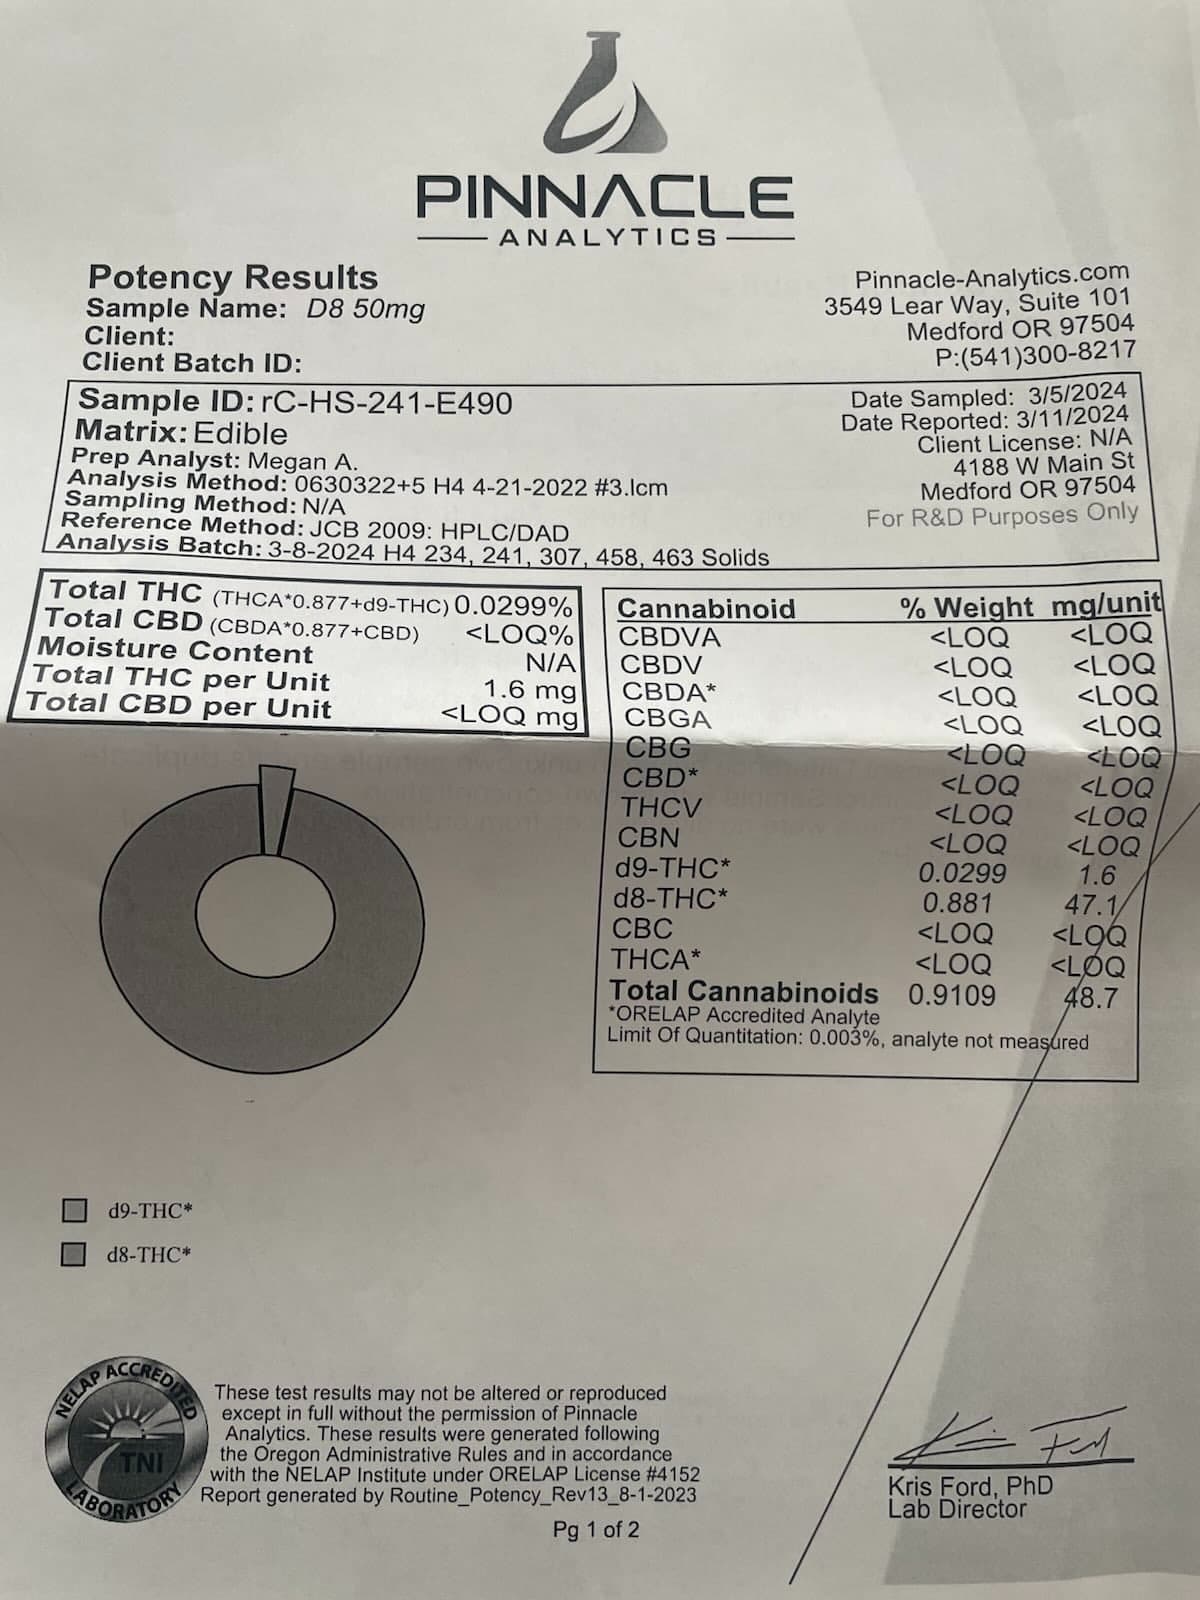 PINNACLE
ANALYTICS
Potency Results
Sample Name: D8 50mg
Client:
Client Batch ID:
Pinnacle-Analytics.com
3549 Lear Way, Suite 101
Medford OR 97504
P:(541)300-8217
Sample ID: rC-HS-241-E490
Matrix: Edible
Prep Analyst: Megan A.
Analysis Method: 0630322+5 H4 4-21-2022 #3.lcm
Sampling Method: N/A
Reference Method: JCB 2009: HPLC/DAD
Analysis Batch: 3-8-2024 H4 234, 241, 307, 458, 463 Solids
Date Sampled: 3/5/2024
Date Reported: 3/11/2024
Client License: N/A
4188 W Main St
Medford OR 97504
For R&D Purposes Only
Total THC (THCA*0.877+d9-THC) 0.0299%
Total CBD (CBDA*0.877+CBD) <LOQ%
Moisture Content N/A
Total THC per Unit 1.6 mg
Total CBD per Unit <LOQ mg
Cannabinoid % Weight mg/unit
CBDVA <LOQ <LOQ
CBDV <LOQ <LOQ
CBDA* <LOQ <LOQ
CBGA <LOQ <LOQ
CBG <LOQ <LOQ
CBD* <LOQ <LOQ
THCV <LOQ <LOQ
CBN <LOQ <LOQ
d9-THC* 0.0299 1.6
d8-THC* 0.881 47.1
CBC <LOQ <LOQ
THCA* <LOQ <LOQ
Total Cannabinoids 0.9109 48.7
*ORELAP Accredited Analyte
Limit Of Quantitation: 0.003%, analyte not measured
d9-THC*
d8-THC*
NELAP ACCREDITED
TNI
LABORATORY
These test results may not be altered or reproduced
except in full without the permission of Pinnacle
Analytics. These results were generated following
the Oregon Administrative Rules and in accordance
with the NELAP Institute under ORELAP License #4152
Report generated by Routine_Potency_Rev13_8-1-2023
Pg 1 of 2
Kris Ford, PhD
Lab Director